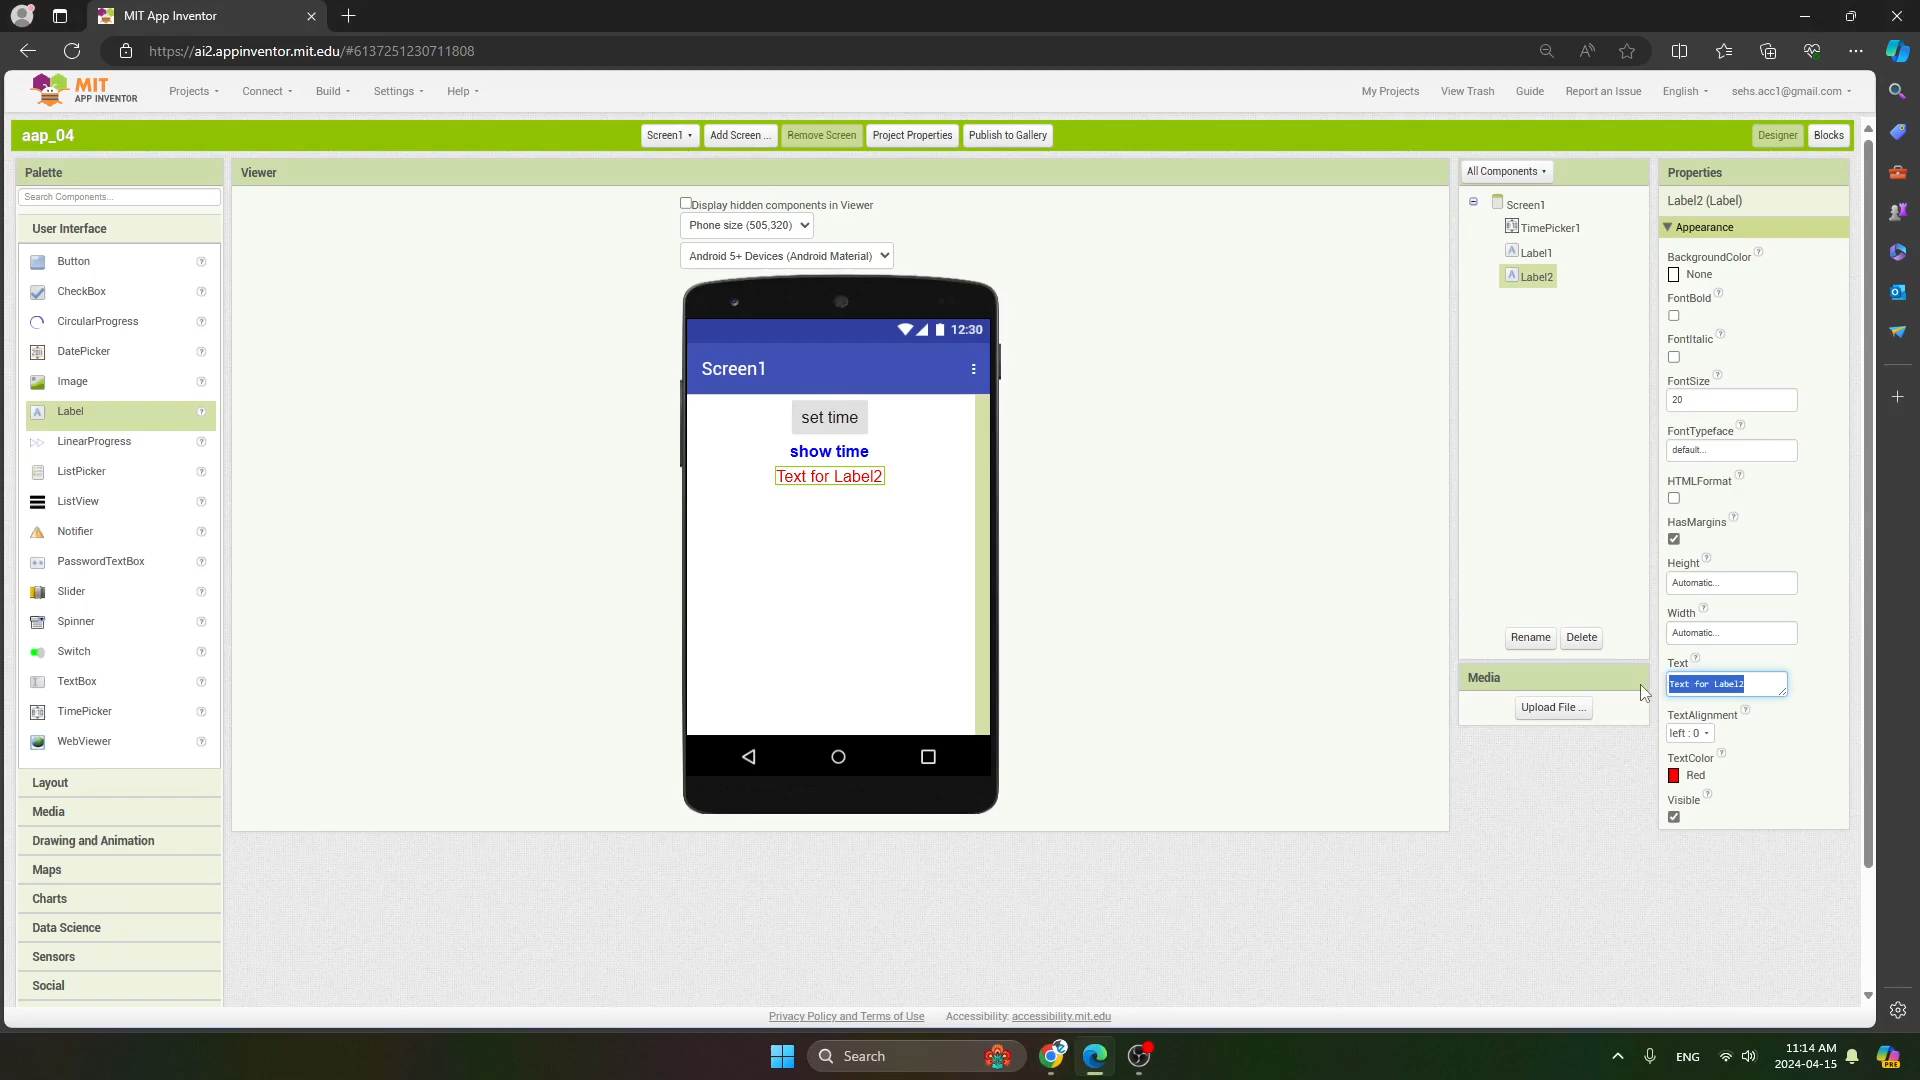 MIT App Inventor
https://ai2.appinventor.mit.edu/#6137251230711808
MIT
APP INVENTOR
Projects
Connect
Build
Settings
Help
My Projects
View Trash
Guide
Report an Issue
English
sehs.acc1@gmail.com
aap_04
Screen1
Add Screen ...
Remove Screen
Project Properties
Publish to Gallery
Designer
Blocks
Palette
Search Components...
User Interface
Button
CheckBox
CircularProgress
DatePicker
Image
Label
LinearProgress
ListPicker
ListView
Notifier
PasswordTextBox
Slider
Spinner
Switch
TextBox
TimePicker
WebViewer
Layout
Media
Drawing and Animation
Maps
Charts
Data Science
Sensors
Social
Viewer
Display hidden components in Viewer
Phone size (505,320)
Android 5+ Devices (Android Material)
12:30
Screen1
set time
show time
Text for Label2
All Components
Screen1
TimePicker1
Label1
Label2
Rename
Delete
Media
Upload File ...
Properties
Label2 (Label)
Appearance
BackgroundColor
None
FontBold
FontItalic
FontSize
20
FontTypeface
default...
HTMLFormat
HasMargins
Height
Automatic...
Width
Automatic...
Text
Text for Label2
TextAlignment
left : 0
TextColor
Red
Visible
Privacy Policy and Terms of Use
Accessibility: accessibility.mit.edu
Search
ENG
11:14 AM
2024-04-15
PRE